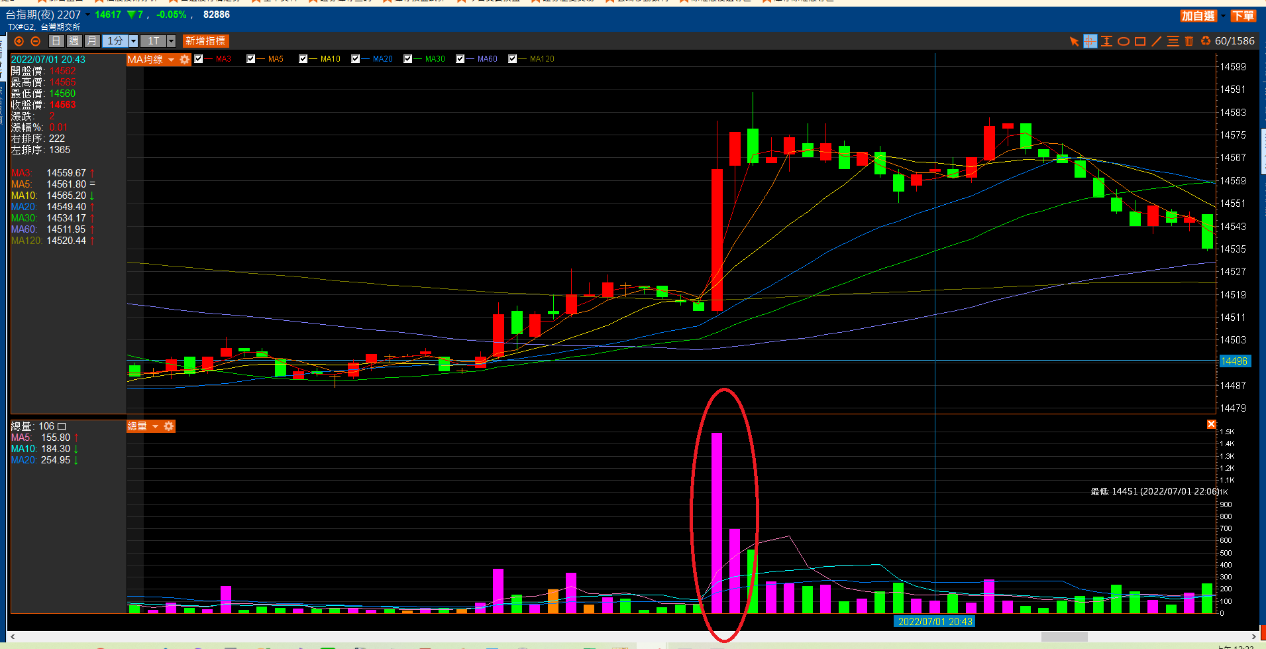 台指期(夜) 2207 14617 ▼7 , -0.05% , 82886
TX#G2, 台灣期交所
加自選 下單
日 週 月 1分 1T 新增指標
60/1586
2022/07/01 20:43
開盤價: 14562
最高價: 14565
最低價: 14560
收盤價: 14563
漲跌: 2
漲幅%: 0.01
右排序: 222
左排序: 1365
MA3: 14559.67 ↑
MA5: 14561.80 =
MA10: 14565.20 ↓
MA20: 14549.40 ↑
MA30: 14534.17 ↑
MA60: 14511.95 ↑
MA120: 14520.44 ↑
MA均線 MA3 MA5 MA10 MA20 MA30 MA60 MA120
14599
14591
14583
14575
14567
14559
14551
14543
14535
14527
14519
14511
14503
14496
14487
14479
總量: 106 口
MA5: 155.80 ↑
MA10: 184.30 ↓
MA20: 254.95 ↓
總量
1.5K
1.4K
1.3K
1.2K
1.1K
最低: 14451 (2022/07/01 22:06)
1K
900
800
700
600
500
400
300
200
100
0
2022/07/01 20:43